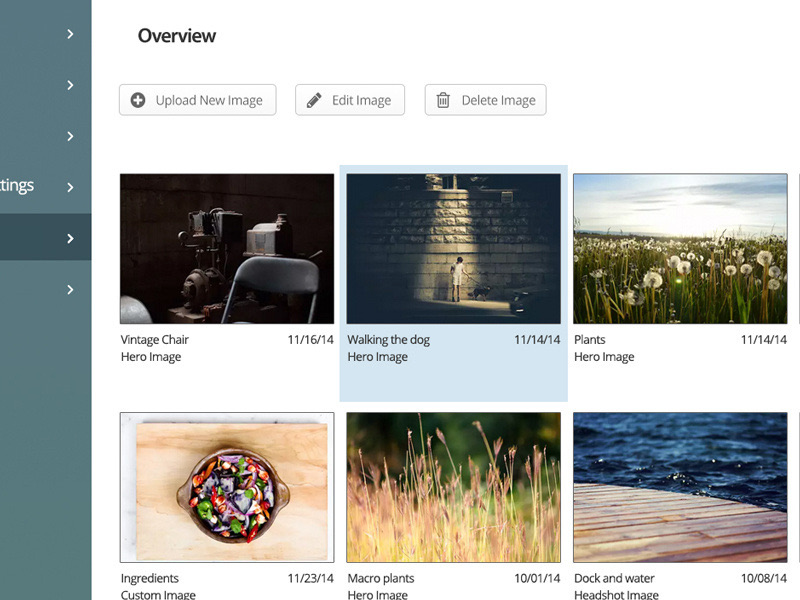 Overview
Upload New Image
Edit Image
Delete Image
ttings
Vintage Chair 11/16/14
Hero Image
Walking the dog 11/14/14
Hero Image
Plants 11/14/14
Hero Image
Ingredients 11/23/14
Custom Image
Macro plants 10/01/14
Hero Image
Dock and water 10/08/14
Headshot Image